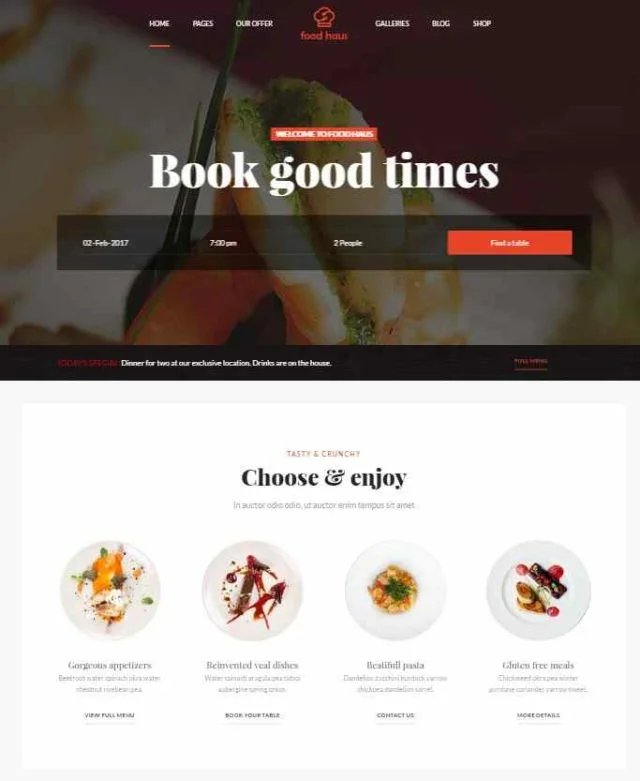 HOME PAGES OUR OFFER food haus GALLERIES BLOG SHOP
WELCOME TO FOOD HAUS
Book good times
02-Feb-2017 7:00 pm 2 People Find a table
TODAY'S SPECIAL Dinner for two at our exclusive location. Drinks are on the house. FULL MENU
TASTY & CRUNCHY
Choose & enjoy
In auctor odio odio, ut auctor enim tempus sit amet.
Gorgeous appetizers
Beetroot water spinach okra water
chestnut ricebean pea.
VIEW FULL MENU
Reinvented veal dishes
Water spinach arugula pea tatsoi
aubergine spring onion.
BOOK YOUR TABLE
Beatifull pasta
Dandelion zucchini burdock yarrow
chickpea dandelion sorrel.
CONTACT US
Gluten free meals
Chickweed okra pea winter
purslane coriander yarrow sweet.
MORE DETAILS